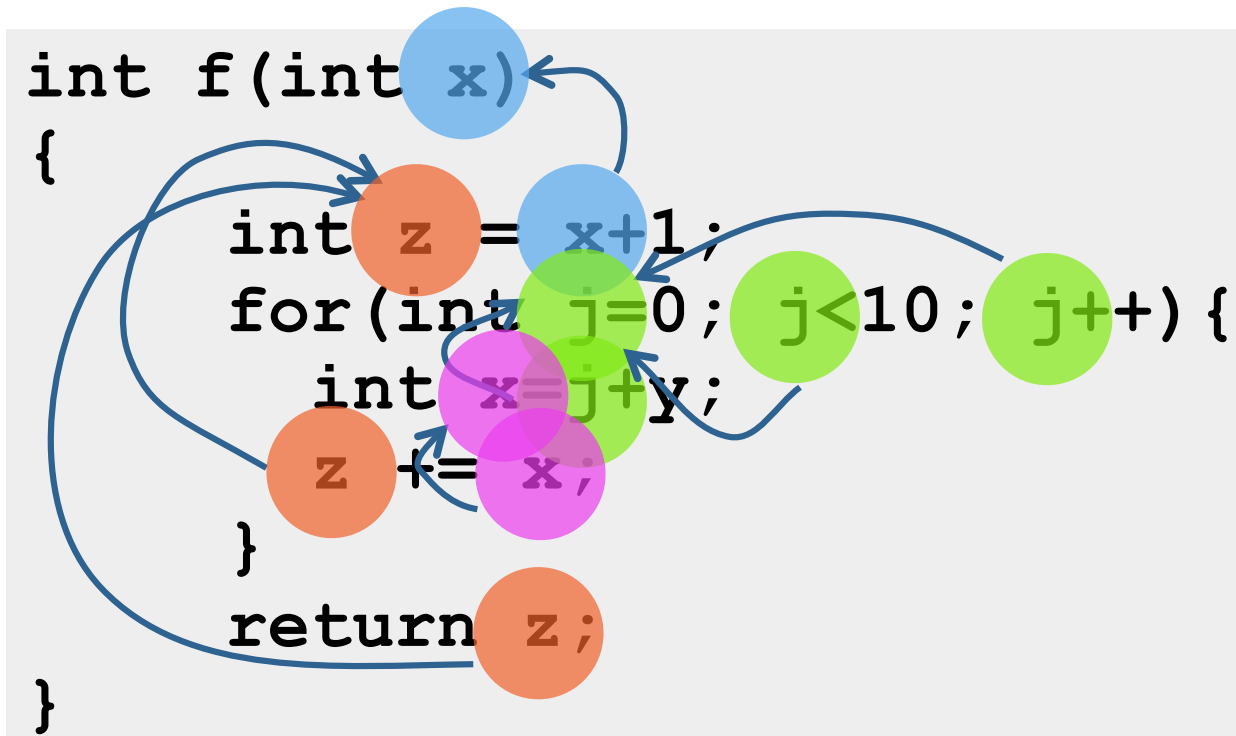 int f(int x)
{
int z = x+1;
for(int j=0; j<10; j++){
int x=j+y;
z += x;
}
return z;
}